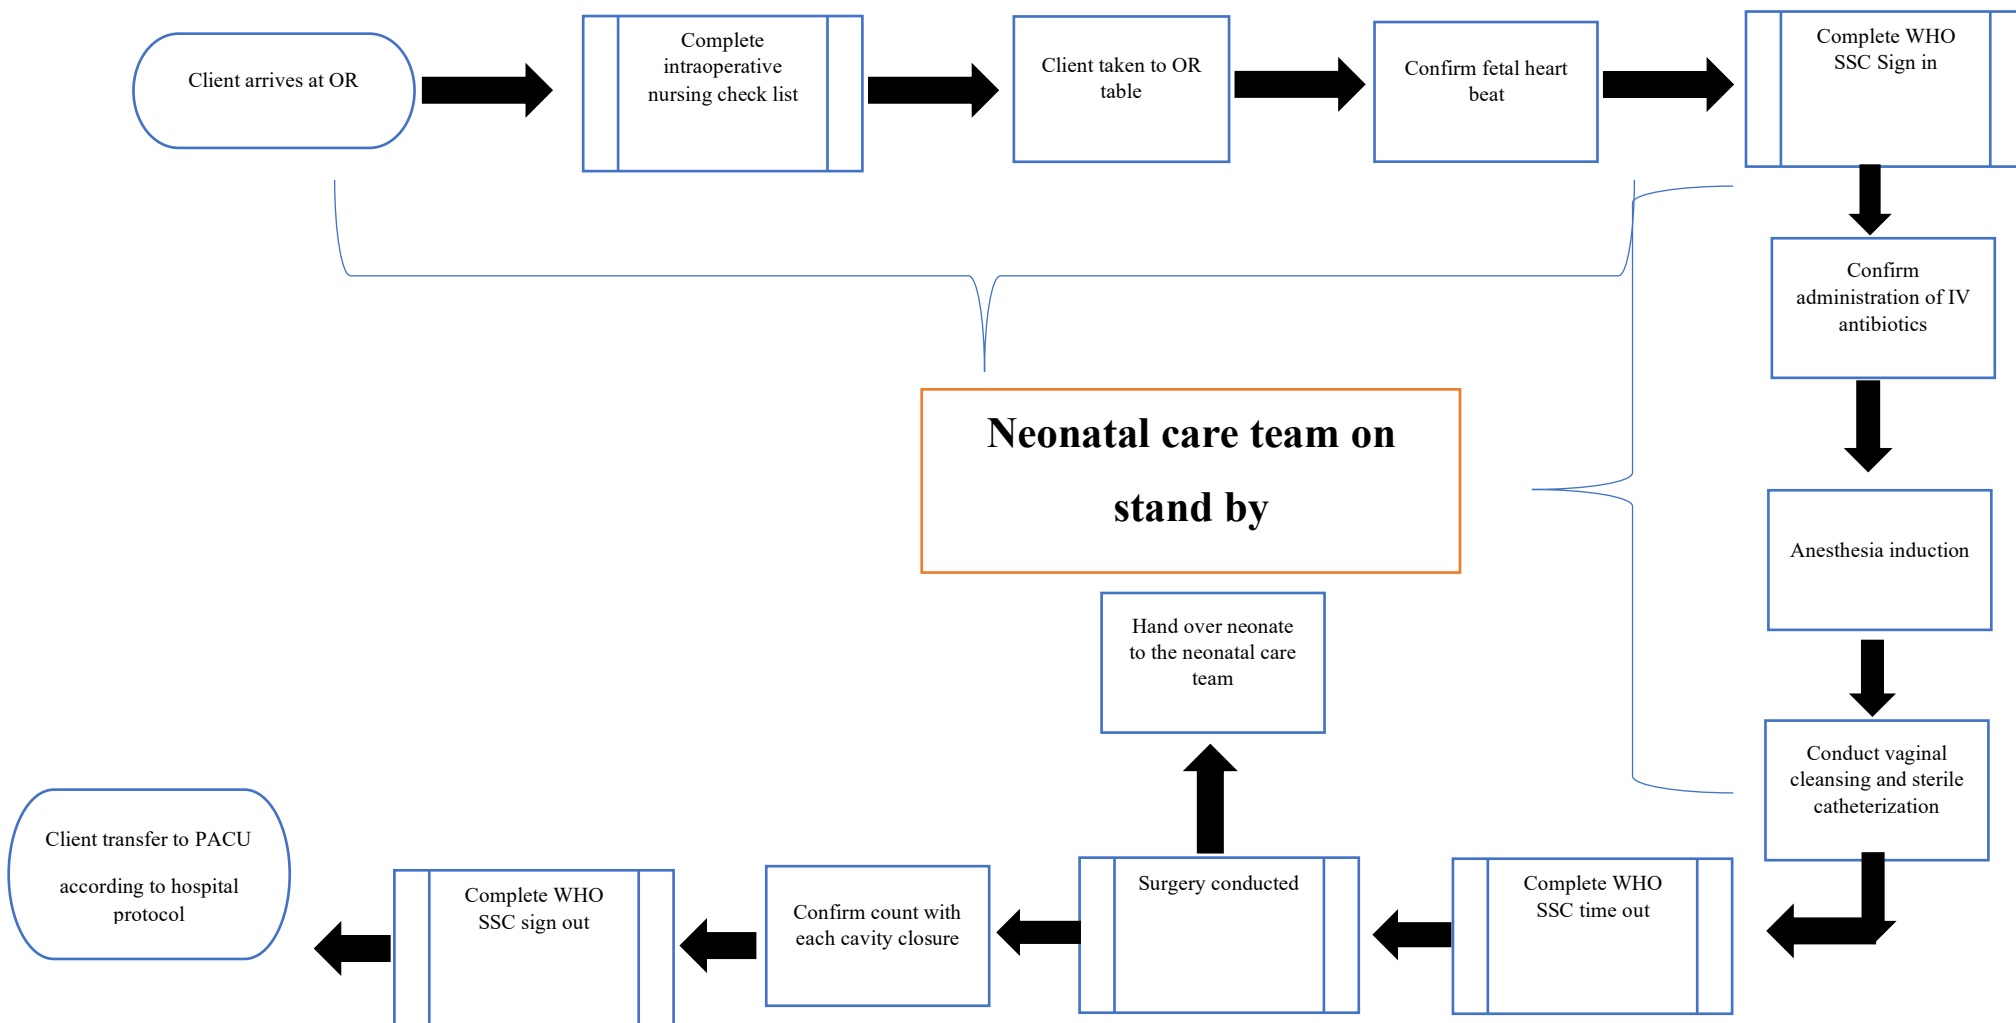 Client arrives at OR
Complete
intraoperative
nursing check list
Client taken to OR
table
Confirm fetal heart
beat
Complete WHO
SSC Sign in
Confirm
administration of IV
antibiotics
Neonatal care team on
stand by
Anesthesia induction
Hand over neonate
to the neonatal care
team
Conduct vaginal
cleansing and sterile
catheterization
Complete WHO
SSC time out
Surgery conducted
Confirm count with
each cavity closure
Complete WHO
SSC sign out
Client transfer to PACU
according to hospital
protocol